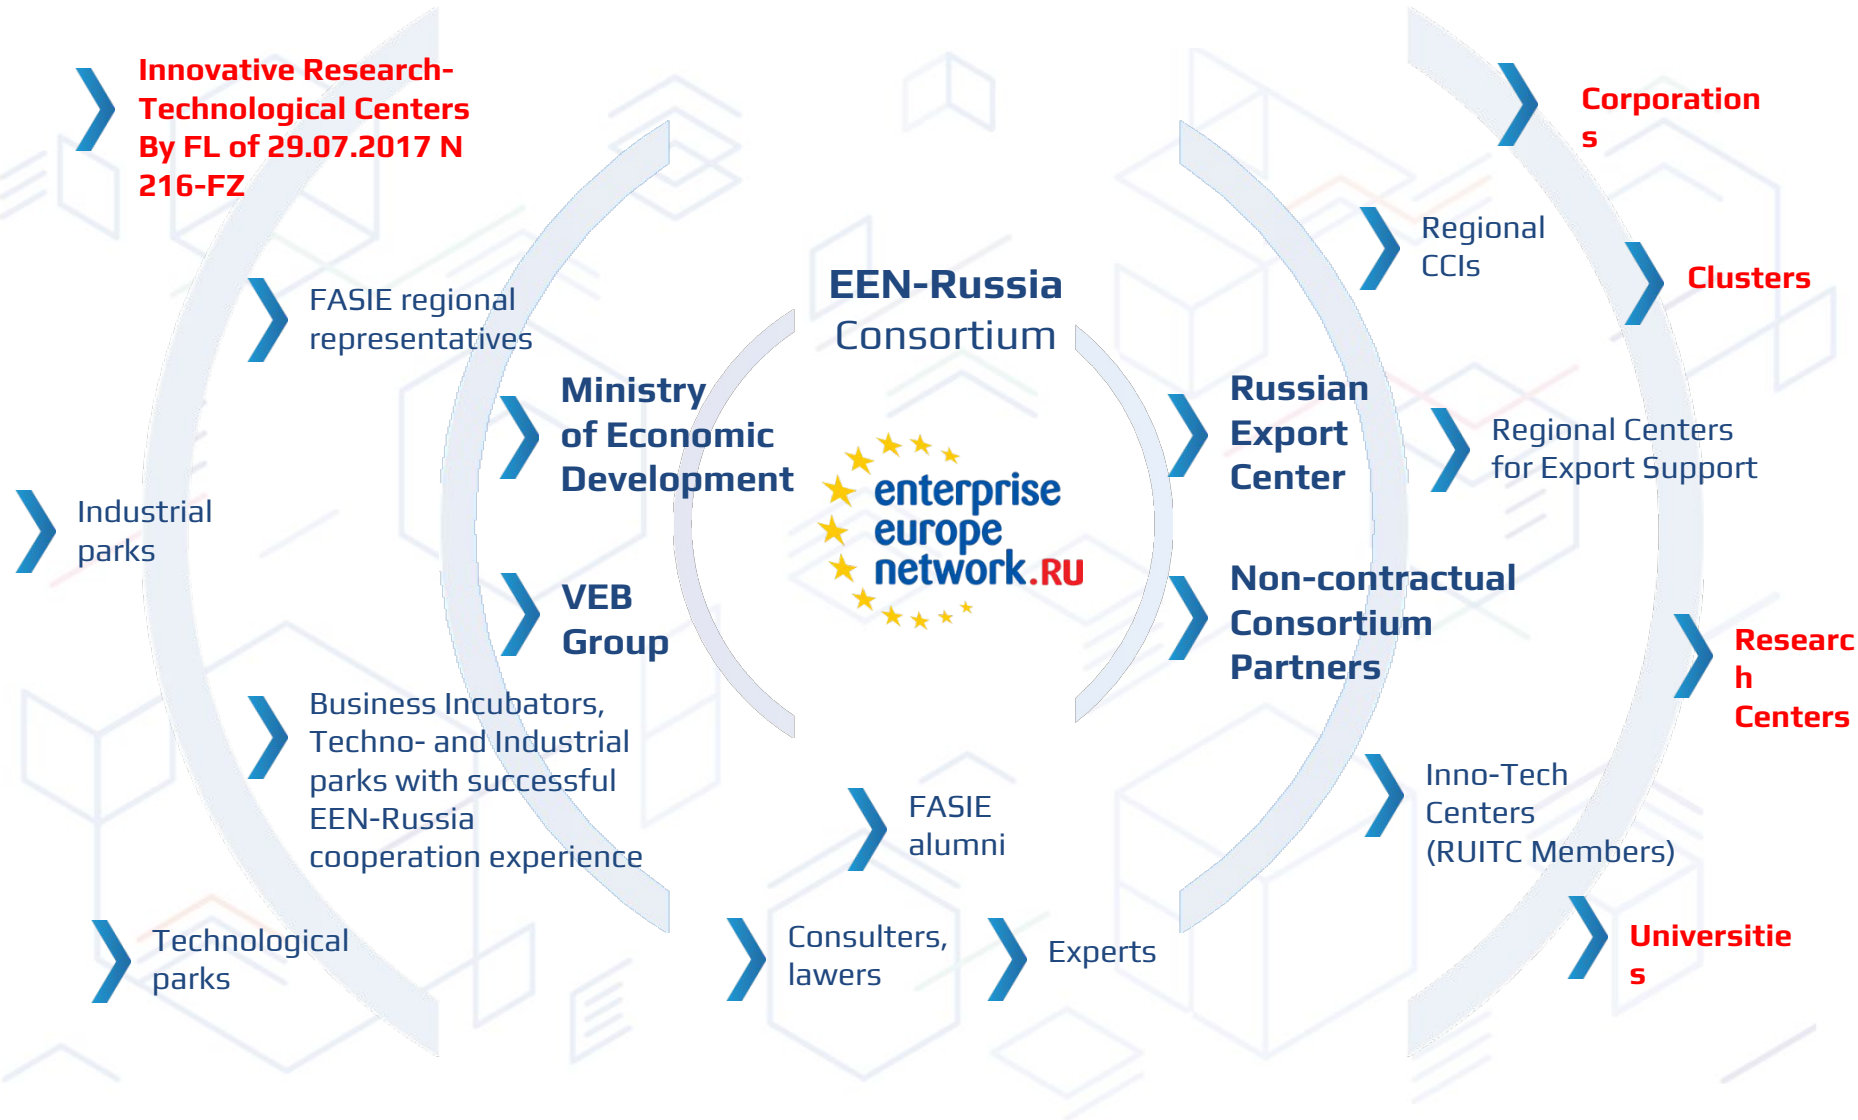 Innovative Research-
Technological Centers
By FL of 29.07.2017 N
216-FZ
FASIE regional
representatives
Industrial
parks
Ministry
of Economic
Development
VEB
Group
Business Incubators,
Techno- and Industrial
parks with successful
EEN-Russia
cooperation experience
Technological
parks
EEN-Russia
Consortium
enterprise
europe
network.RU
FASIE
alumni
Consulters,
lawers
Experts
Russian
Export
Center
Non-contractual
Consortium
Partners
Regional
CCIs
Regional Centers
for Export Support
Inno-Tech
Centers
(RUITC Members)
Corporation
s
Clusters
Researc
h
Centers
Universitie
s